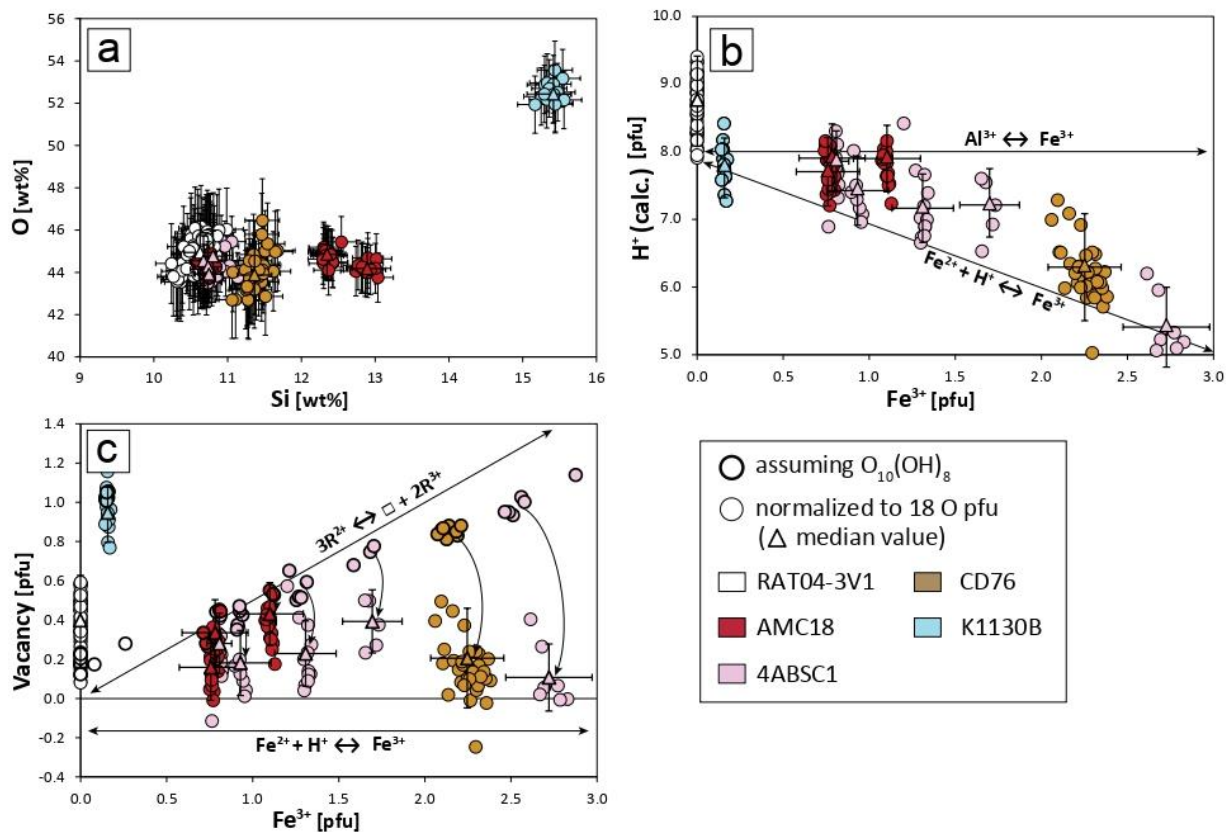 a
56
54
52
50
48
46
44
42
40
O [wt%]
9 10 11 12 13 14 15 16
Si [wt%]
b
10.0
9.0
8.0
7.0
6.0
5.0
H⁺ (calc.) [pfu]
Al³⁺ ↔ Fe³⁺
Fe²⁺ + H⁺ ↔ Fe³⁺
0.0 0.5 1.0 1.5 2.0 2.5 3.0
Fe³⁺ [pfu]
c
1.4
1.2
1.0
0.8
0.6
0.4
0.2
0.0
-0.2
-0.4
Vacancy [pfu]
3R²⁺ ↔ □ + 2R³⁺
Fe²⁺ + H⁺ ↔ Fe³⁺
0.0 0.5 1.0 1.5 2.0 2.5 3.0
Fe³⁺ [pfu]
assuming O₁₀(OH)₈
normalized to 18 O pfu
(△ median value)
RAT04-3V1 CD76
AMC18 K1130B
4ABSC1